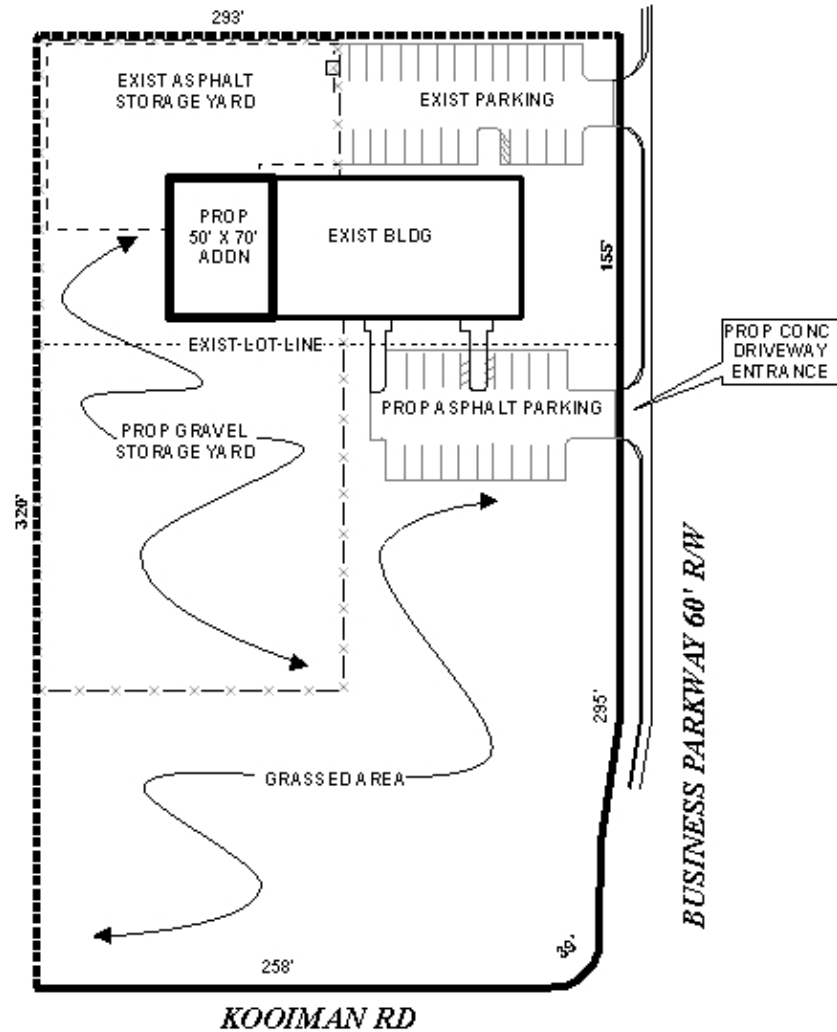 293'
EXIST ASPHALT
STORAGE YARD
EXIST PARKING
PROP
50' X 70'
ADDN
EXIST BLDG
155'
EXIST LOT LINE
PROP CONC
DRIVEWAY
ENTRANCE
PROP ASPHALT PARKING
PROP GRAVEL
STORAGE YARD
320'
BUSINESS PARKWAY 60' R/W
295'
GRASSED AREA
39'
258'
KOOIMAN RD